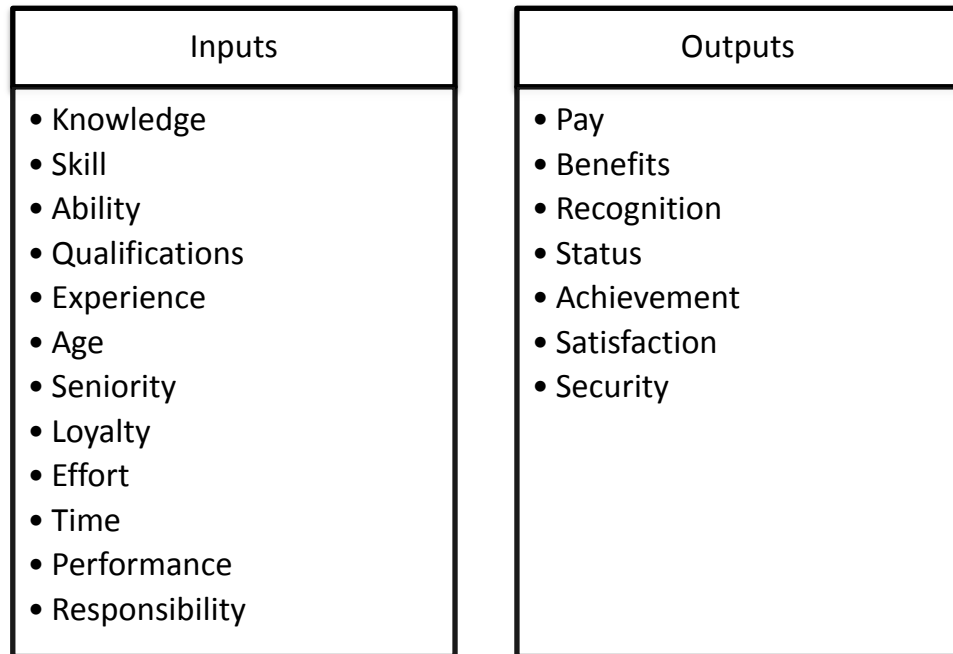 Inputs
• Knowledge
• Skill
• Ability
• Qualifications
• Experience
• Age
• Seniority
• Loyalty
• Effort
• Time
• Performance
• Responsibility
Outputs
• Pay
• Benefits
• Recognition
• Status
• Achievement
• Satisfaction
• Security